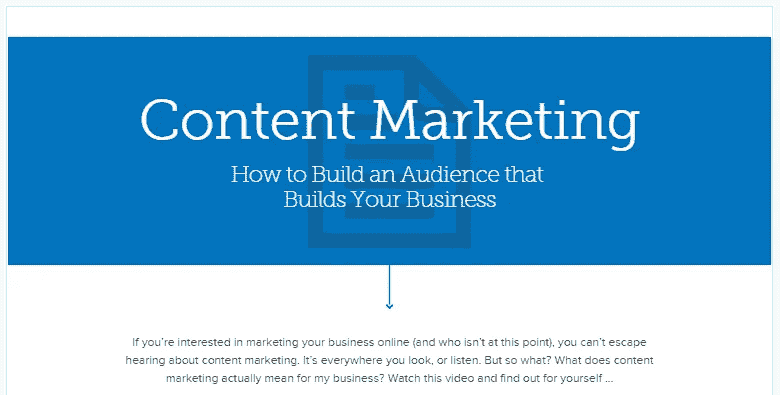 Content Marketing
How to Build an Audience that
Builds Your Business
If you're interested in marketing your business online (and who isn't at this point), you can't escape
hearing about content marketing. It's everywhere you look, or listen. But so what? What does content
marketing actually mean for my business? Watch this video and find out for yourself ...